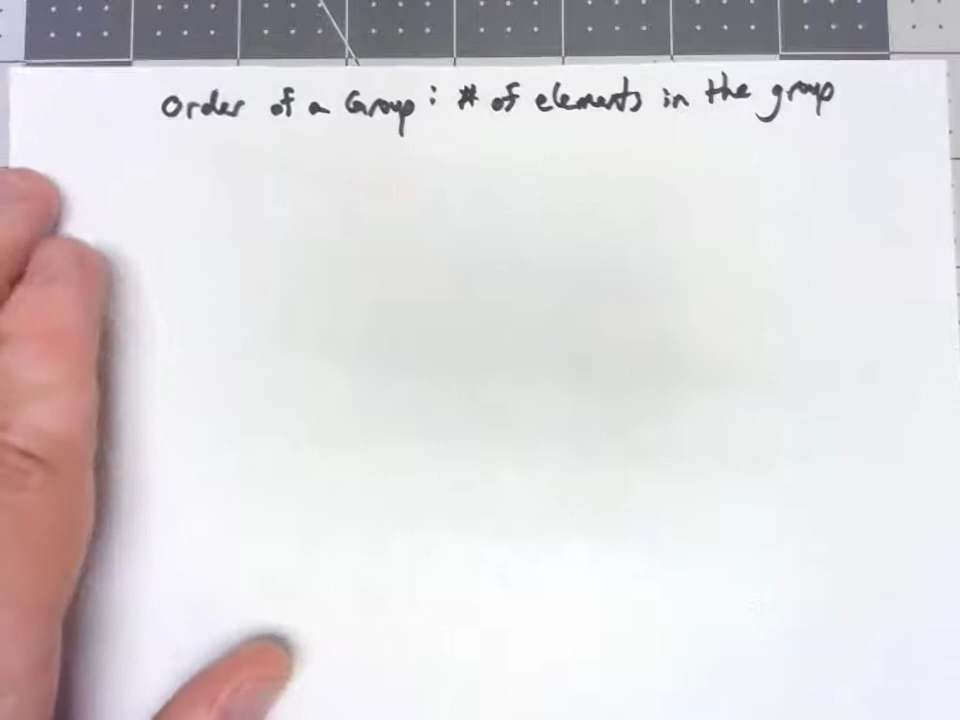 Order of a Group: # of elements in the group